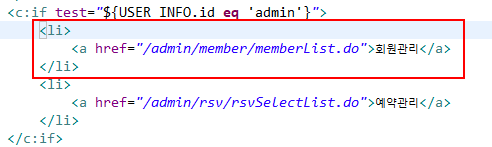 <c:if test="${USER_INFO.id eq 'admin'}">
<li>
<a href="/admin/member/memberList.do">회원관리</a>
</li>
<li>
<a href="/admin/rsv/rsvSelectList.do">예약관리</a>
</li>
</c:if>